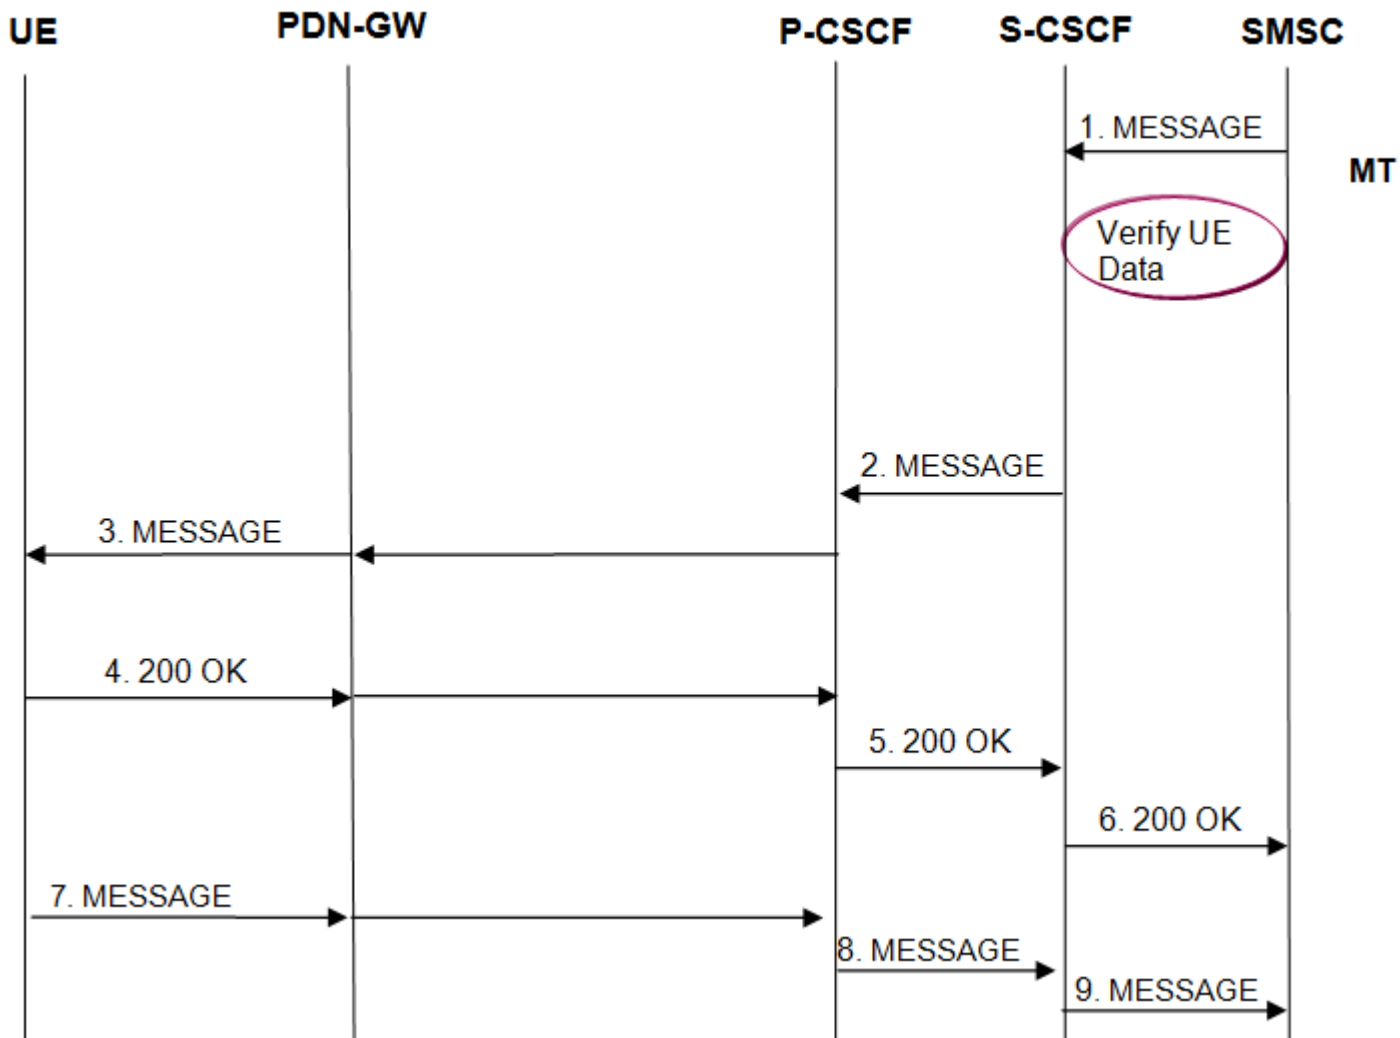 UE
PDN-GW
P-CSCF
S-CSCF
SMSC
1. MESSAGE
MT
Verify UE
Data
2. MESSAGE
3. MESSAGE
4. 200 OK
5. 200 OK
6. 200 OK
7. MESSAGE
8. MESSAGE
9. MESSAGE